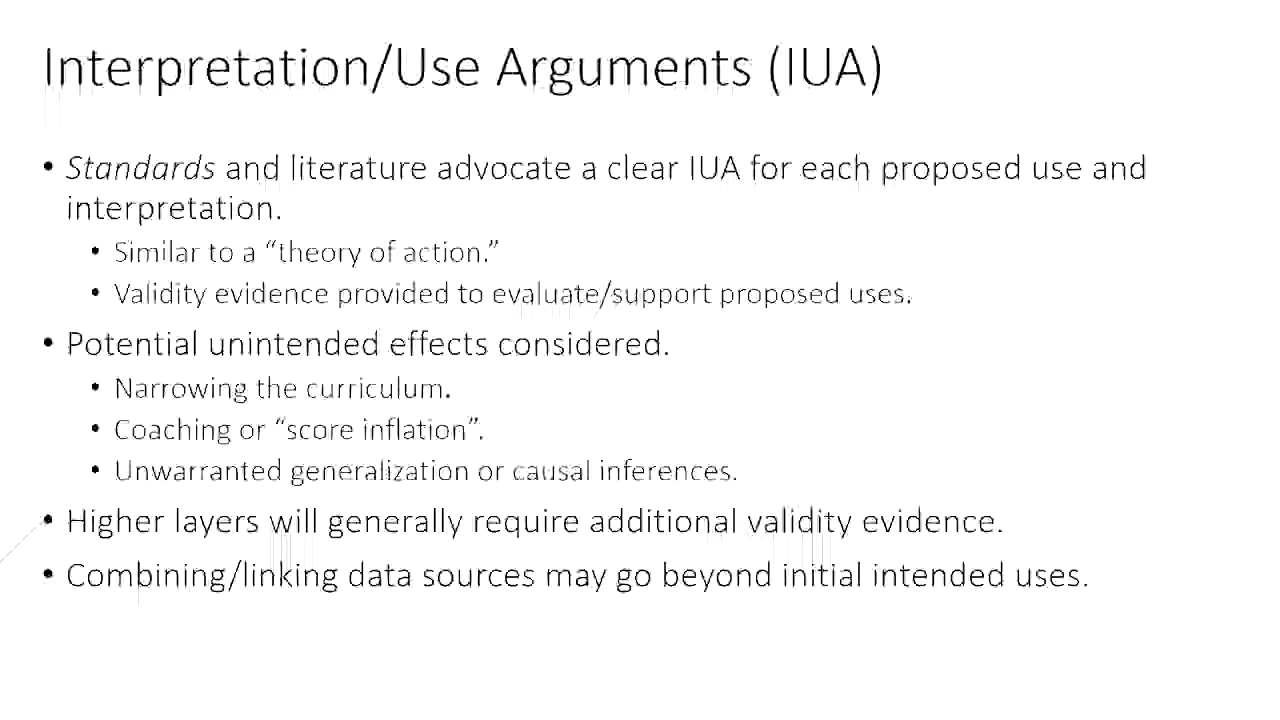 Interpretation/Use Arguments (IUA)
• Standards and literature advocate a clear IUA for each proposed use and
interpretation.
• Similar to a “theory of action.”
• Validity evidence provided to evaluate/support proposed uses.
• Potential unintended effects considered.
• Narrowing the curriculum.
• Coaching or “score inflation”.
• Unwarranted generalization or causal inferences.
• Higher layers will generally require additional validity evidence.
• Combining/linking data sources may go beyond initial intended uses.